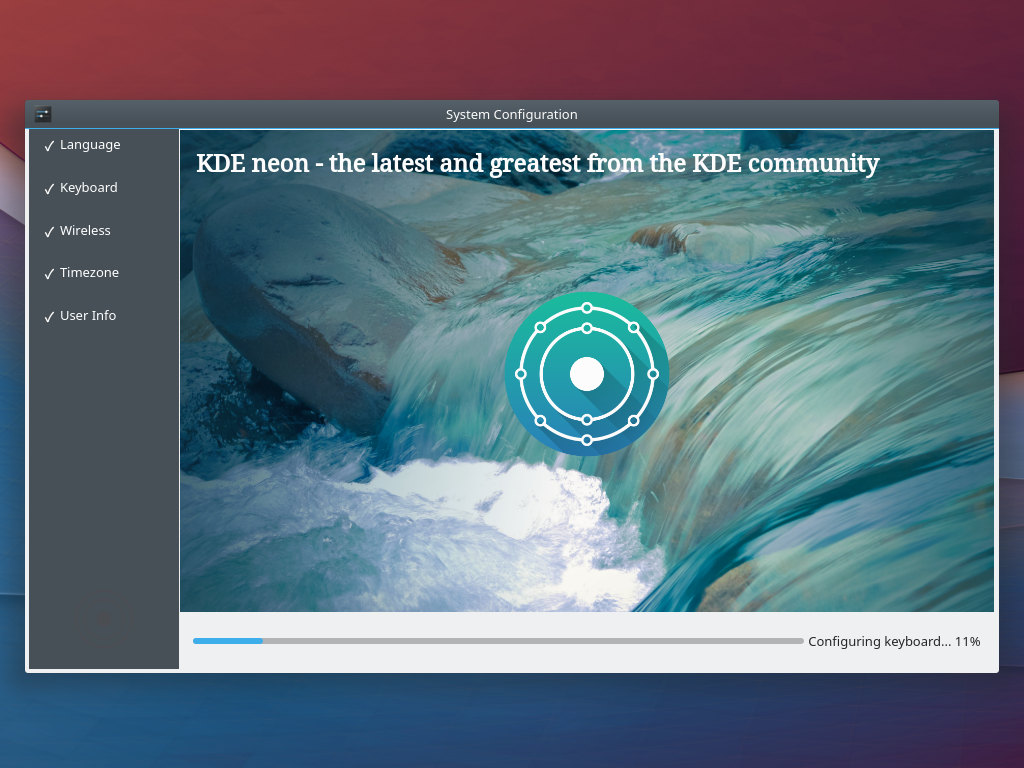 System Configuration
Language
Keyboard
Wireless
Timezone
User Info
KDE neon - the latest and greatest from the KDE community
Configuring keyboard... 11%